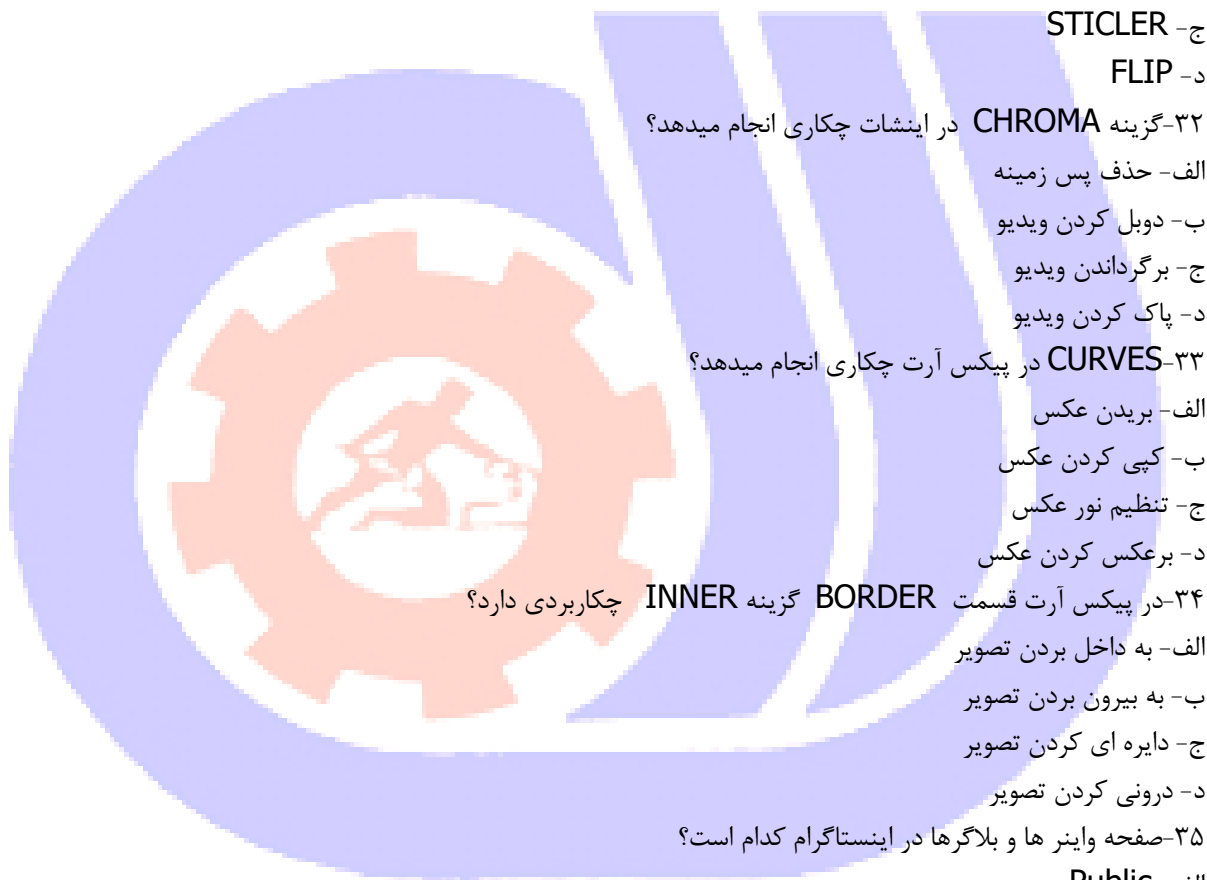 ج- STICLER
د- FLIP
۳۲-گزینه CHROMA در اینشات چکاری انجام میدهد؟
الف- حذف پس زمینه
ب- دوبل کردن ویدیو
ج- برگرداندن ویدیو
د- پاک کردن ویدیو
۳۳-CURVES در پیکس آرت چکاری انجام میدهد؟
الف- بریدن عکس
ب- کپی کردن عکس
ج- تنظیم نور عکس
د- برعکس کردن عکس
۳۴-در پیکس آرت قسمت BORDER گزینه INNER چکاربردی دارد؟
الف- به داخل بردن تصویر
ب- به بیرون بردن تصویر
ج- دایره ای کردن تصویر
د- درونی کردن تصویر
۳۵-صفحه واینر ها و بلاگرها در اینستاگرام کدام است؟
الف- Public